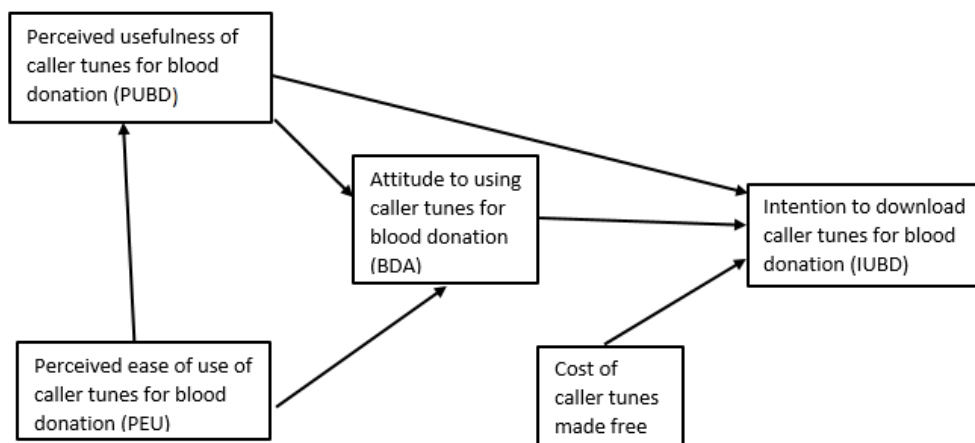 Perceived usefulness of
caller tunes for blood
donation (PUBD)
Attitude to using
caller tunes for
blood donation
(BDA)
Intention to download
caller tunes for blood
donation (IUBD)
Perceived ease of use of
caller tunes for blood
donation (PEU)
Cost of
caller tunes
made free